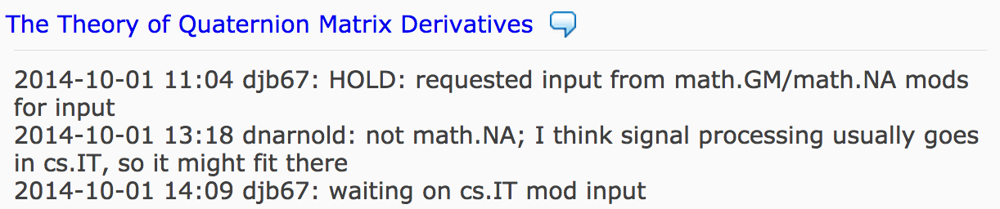 The Theory of Quaternion Matrix Derivatives
2014-10-01 11:04 djb67: HOLD: requested input from math.GM/math.NA mods
for input
2014-10-01 13:18 dnarnold: not math.NA; I think signal processing usually goes
in cs.IT, so it might fit there
2014-10-01 14:09 djb67: waiting on cs.IT mod input